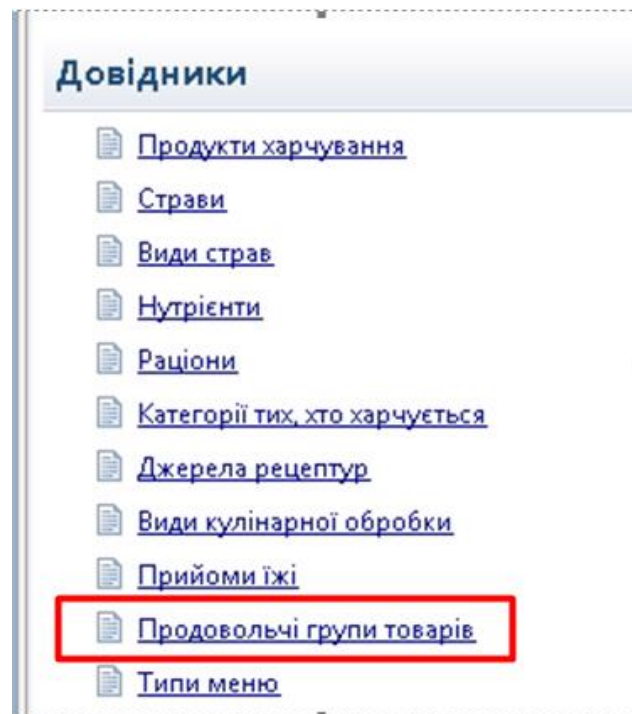 Довідники
Продукти харчування
Страви
Види страв
Нутрієнти
Раціони
Категорії тих, хто харчується
Джерела рецептур
Види кулінарної обробки
Прийоми їжі
Продовольчі групи товарів
Типи меню